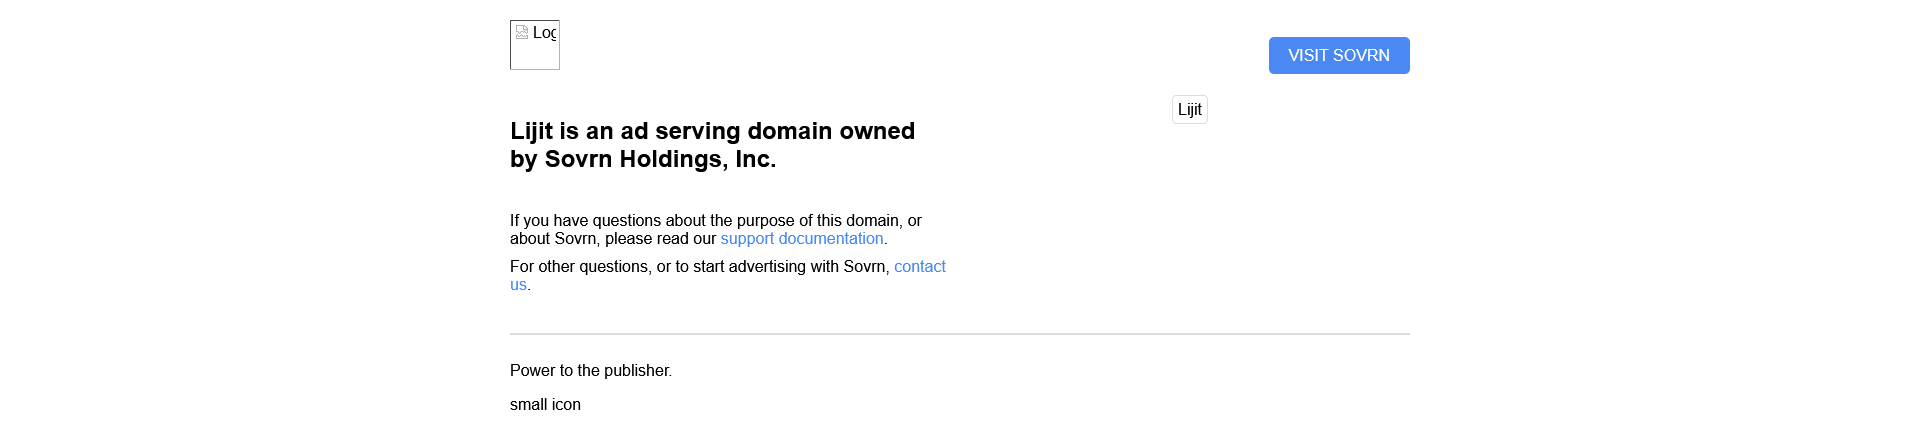 Log
VISIT SOVRN
Lijit
Lijit is an ad serving domain owned
by Sovrn Holdings, Inc.
If you have questions about the purpose of this domain, or
about Sovrn, please read our support documentation.
For other questions, or to start advertising with Sovrn, contact
us.
Power to the publisher.
small icon